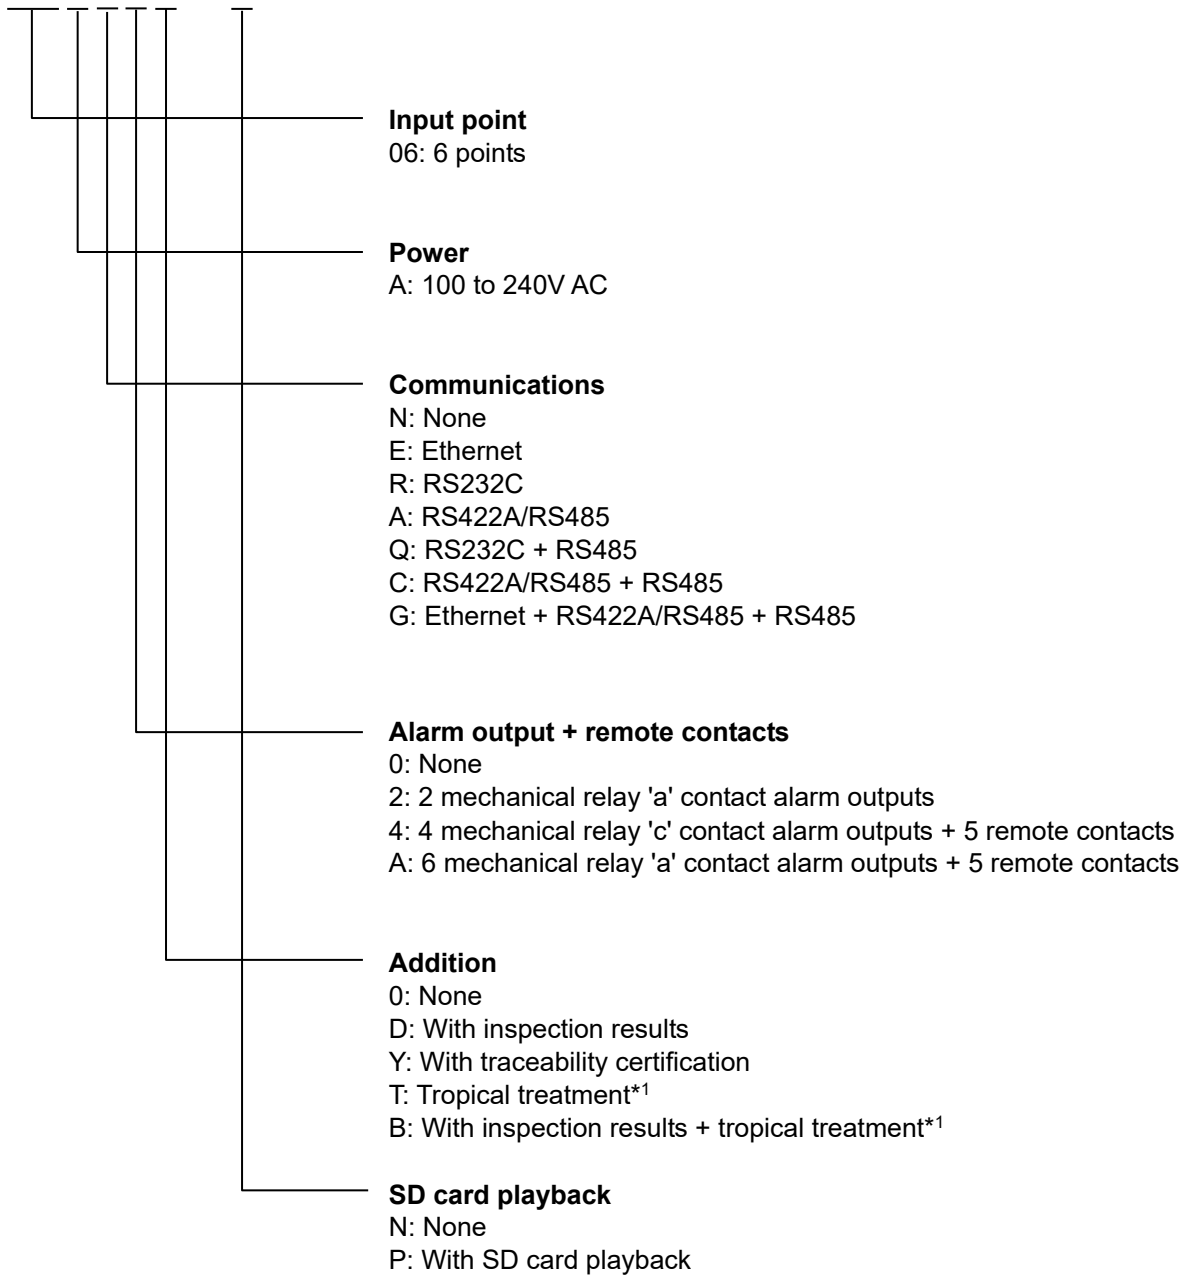 Input point
06: 6 points
Power
A: 100 to 240V AC
Communications
N: None
E: Ethernet
R: RS232C
A: RS422A/RS485
Q: RS232C + RS485
C: RS422A/RS485 + RS485
G: Ethernet + RS422A/RS485 + RS485
Alarm output + remote contacts
0: None
2: 2 mechanical relay 'a' contact alarm outputs
4: 4 mechanical relay 'c' contact alarm outputs + 5 remote contacts
A: 6 mechanical relay 'a' contact alarm outputs + 5 remote contacts
Addition
0: None
D: With inspection results
Y: With traceability certification
T: Tropical treatment*1
B: With inspection results + tropical treatment*1
SD card playback
N: None
P: With SD card playback